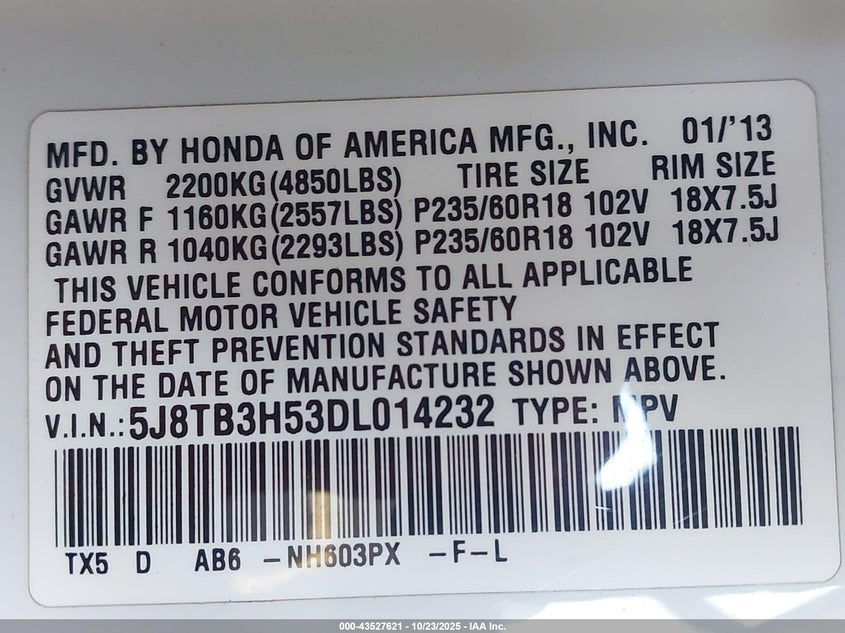 MFD. BY HONDA OF AMERICA MFG., INC. 01/'13
GVWR 2200KG(4850LBS) TIRE SIZE RIM SIZE
GAWR F 1160KG(2557LBS) P235/60R18 102V 18X7.5J
GAWR R 1040KG(2293LBS) P235/60R18 102V 18X7.5J
THIS VEHICLE CONFORMS TO ALL APPLICABLE
FEDERAL MOTOR VEHICLE SAFETY
AND THEFT PREVENTION STANDARDS IN EFFECT
ON THE DATE OF MANUFACTURE SHOWN ABOVE.
V.I.N.: 5J8TB3H53DL014232 TYPE: MPV
TX5 D AB6 -NH603PX -F-L
000-43527621 - 10/23/2025 - IAA Inc.